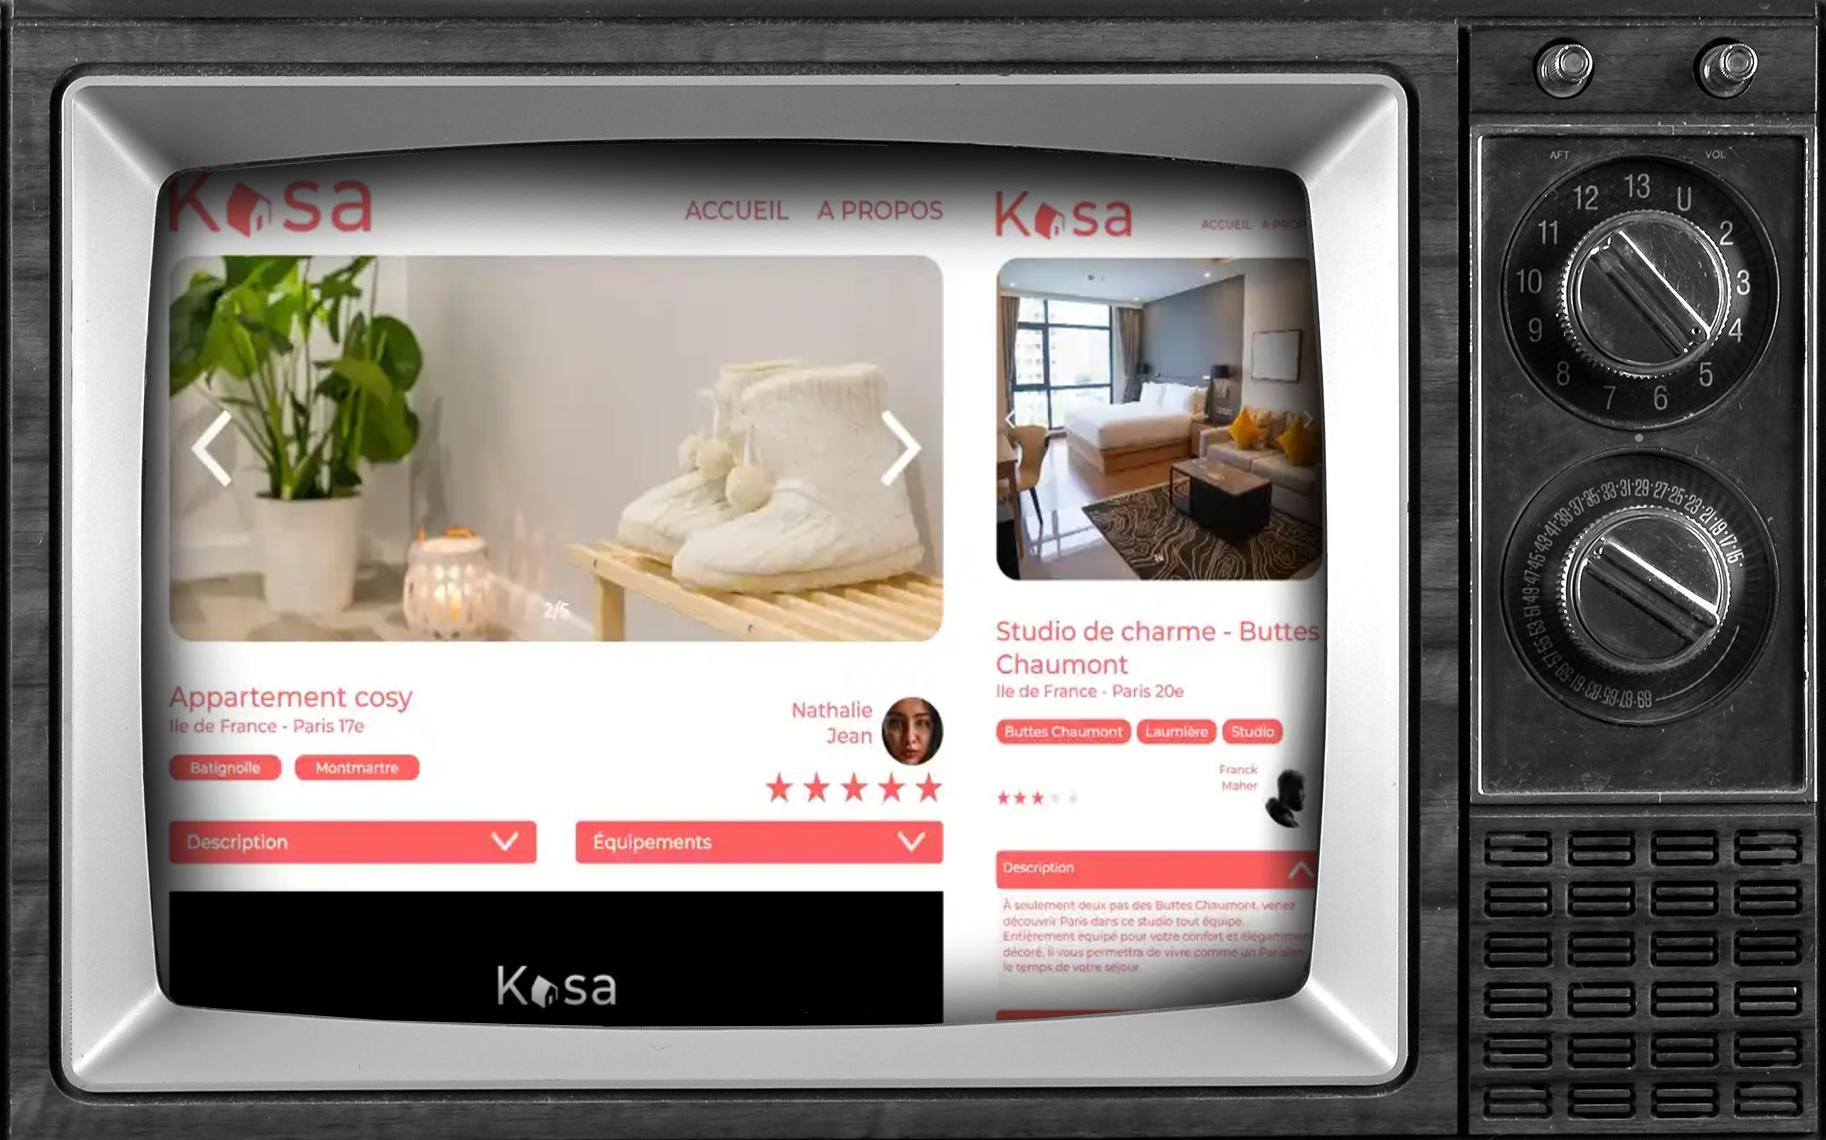 Kasa
ACCUEIL A PROPOS
2/5
Appartement cosy
Ile de France - Paris 17e
Batignolle Montmartre
Nathalie
Jean
Description
Équipements
Kasa
Kasa
ACCUEIL A PROP
Studio de charme - Buttes
Chaumont
Ile de France - Paris 20e
Buttes Chaumont Laumière Studio
Franck
Maher
Description
À seulement deux pas des Buttes Chaumont, venez
découvrir Paris dans ce studio tout équipé.
Entièrement équipé pour votre confort et élégammen
décoré, il vous permettra de vivre comme un Parisien
le temps de votre séjour
AFT VOL
U 2 3 4 5 6 7 8 9 10 11 12 13